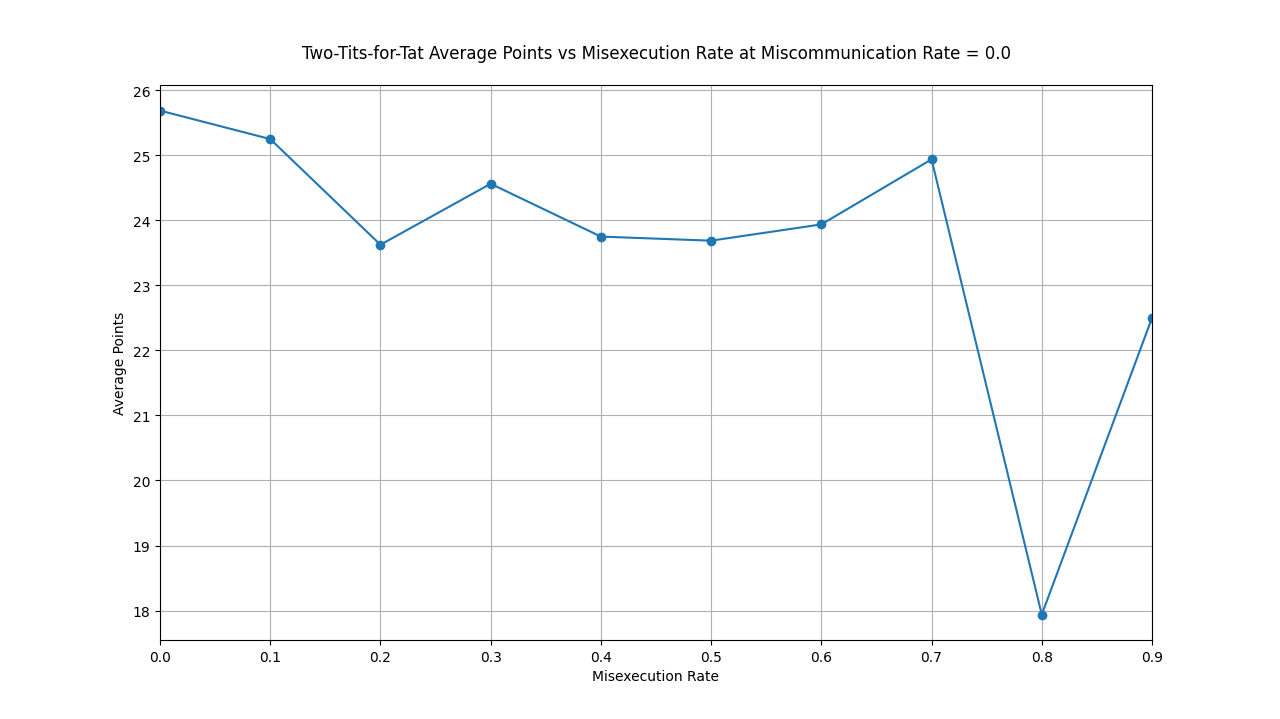 Two-Tits-for-Tat Average Points vs Misexecution Rate at Miscommunication Rate = 0.0
26
25
24
23
22
21
20
19
18
Average Points
0.0 0.1 0.2 0.3 0.4 0.5 0.6 0.7 0.8 0.9
Misexecution Rate